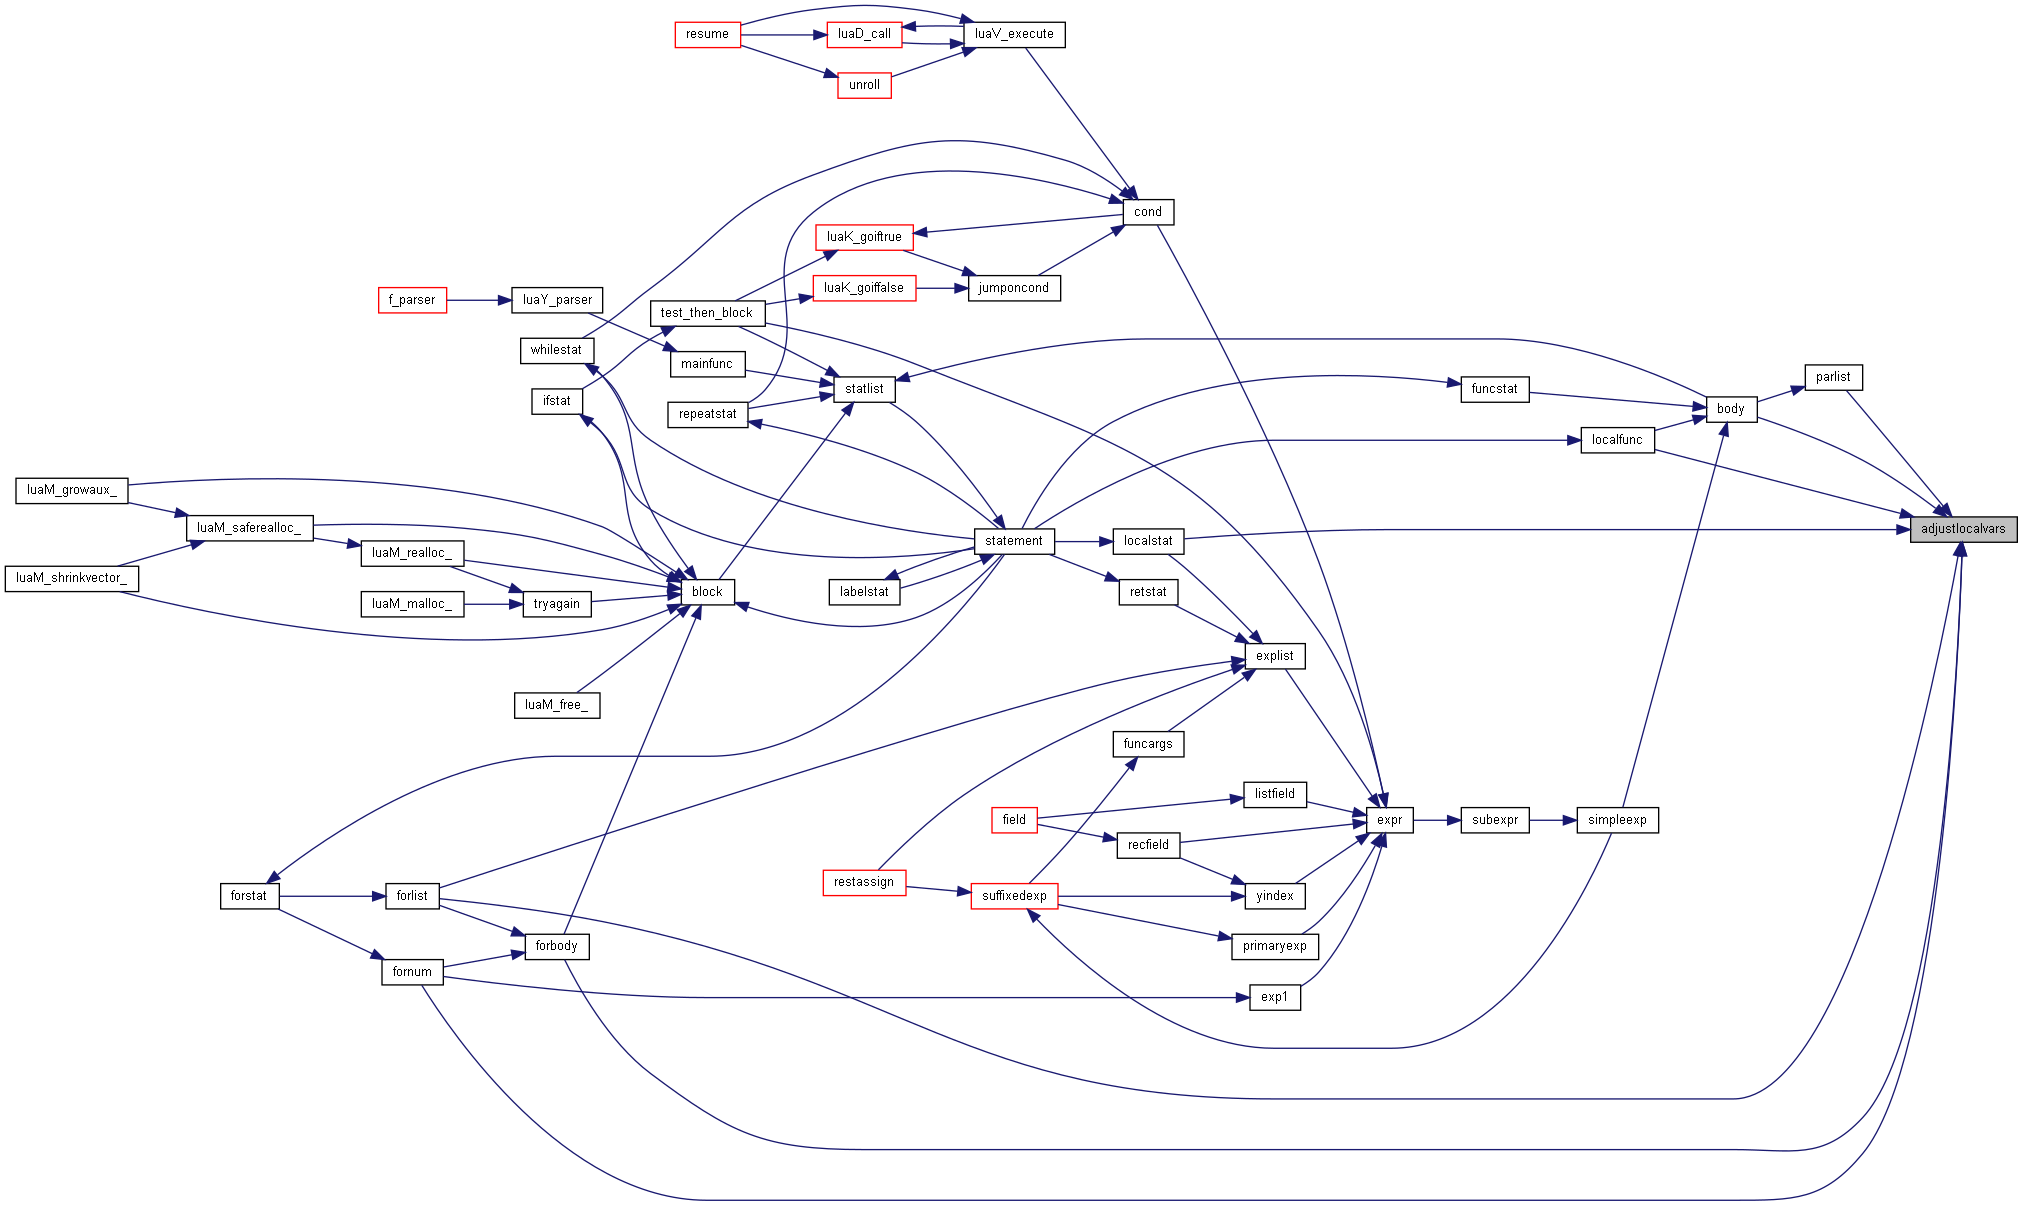 resume
luaD_call
luaV_execute
unroll
cond
luaK_goiftrue
jumponcond
luaK_goiffalse
f_parser
luaY_parser
test_then_block
whilestat
mainfunc
statlist
funcstat
parlist
ifstat
repeatstat
body
localfunc
luaM_growaux_
luaM_saferealloc_
adjustlocalvars
luaM_realloc_
statement
localstat
luaM_shrinkvector_
block
labelstat
retstat
luaM_malloc_
tryagain
explist
luaM_free_
funcargs
listfield
field
expr
subexpr
simpleexp
recfield
restassign
forstat
forlist
suffixedexp
yindex
forbody
primaryexp
fornum
exp1